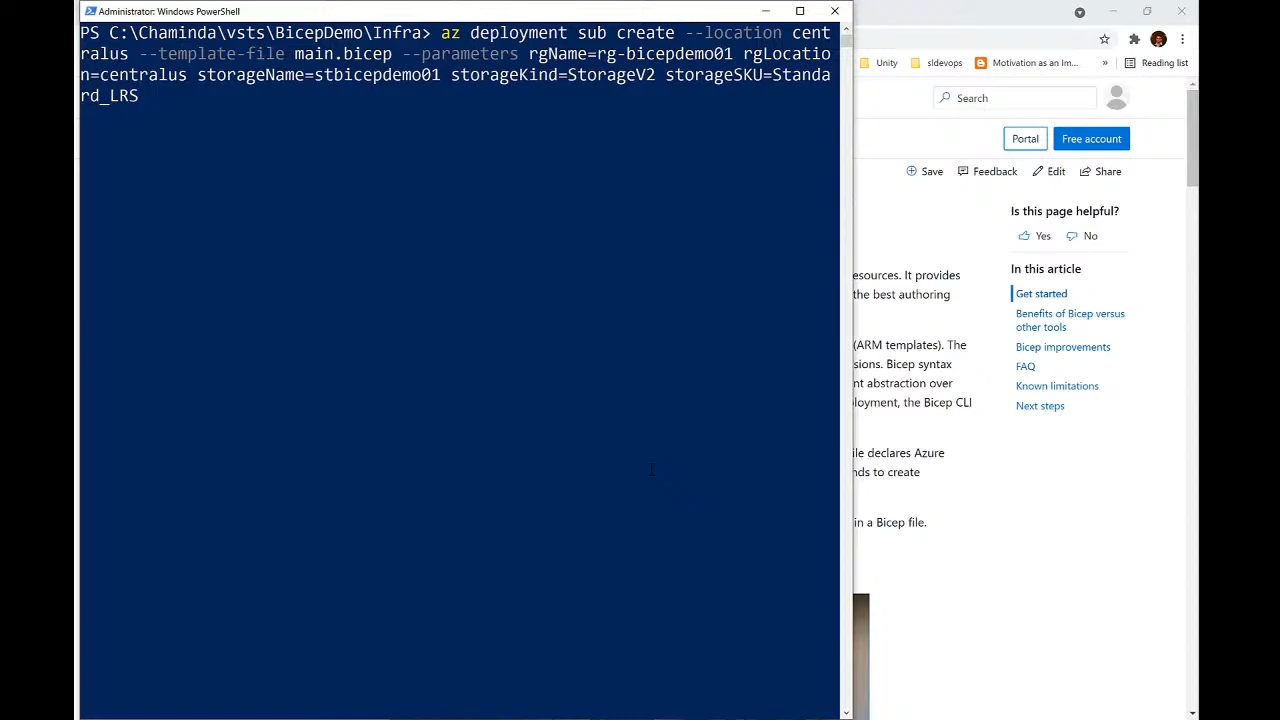 Administrator: Windows PowerShell
PS C:\Chaminda\vsts\BicepDemo\Infra> az deployment sub create --location cent
ralus --template-file main.bicep --parameters rgName=rg-bicepdemo01 rgLocatio
n=centralus storageName=stbicepdemo01 storageKind=StorageV2 storageSKU=Standa
rd_LRS
Unity
sldevops
Motivation as an Im...
»
Reading list
Search
Portal
Free account
Save
Feedback
Edit
Share
Is this page helpful?
Yes
No
esources. It provides
In this article
the best authoring
Get started
Benefits of Bicep versus
other tools
(ARM templates). The
Bicep improvements
sions. Bicep syntax
FAQ
nt abstraction over
Known limitations
loyment, the Bicep CLI
Next steps
ile declares Azure
nds to create
in a Bicep file.